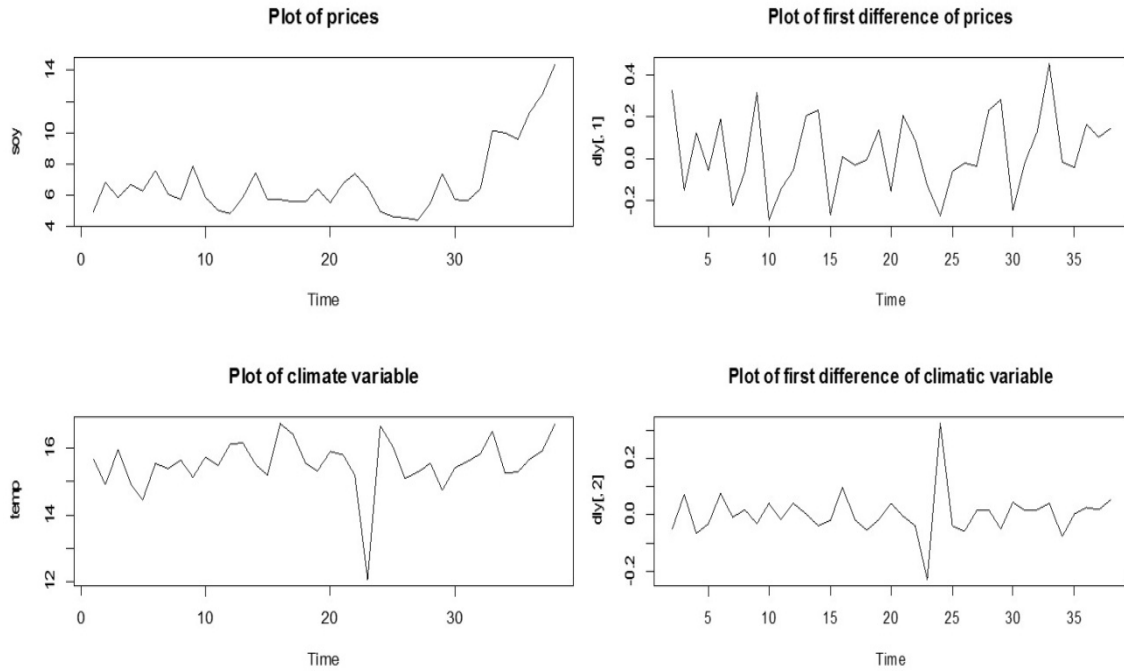 Plot of prices
soy
14
10
8
6
4
0 10 20 30
Time
Plot of first difference of prices
dly[, 1]
0.4
0.2
0.0
-0.2
5 10 15 20 25 30 35
Time
Plot of climate variable
temp
16
14
12
0 10 20 30
Time
Plot of first difference of climatic variable
dly[, 2]
0.2
0.0
-0.2
5 10 15 20 25 30 35
Time